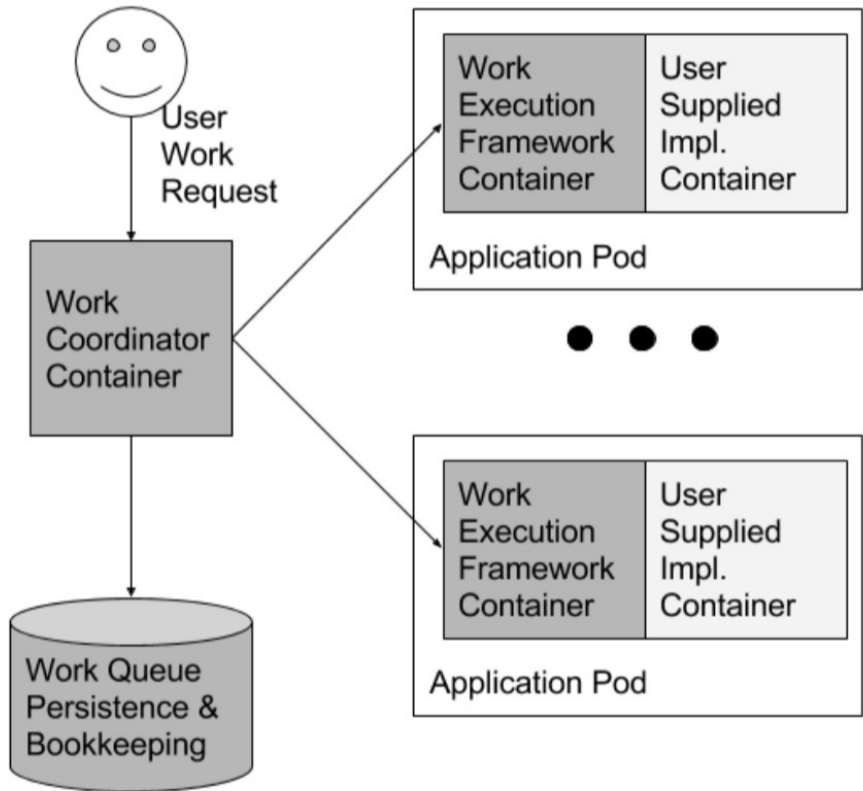 User
Work
Request
Work
Coordinator
Container
Work Queue
Persistence &
Bookkeeping
Work
Execution
Framework
Container
User
Supplied
Impl.
Container
Application Pod
Work
Execution
Framework
Container
User
Supplied
Impl.
Container
Application Pod